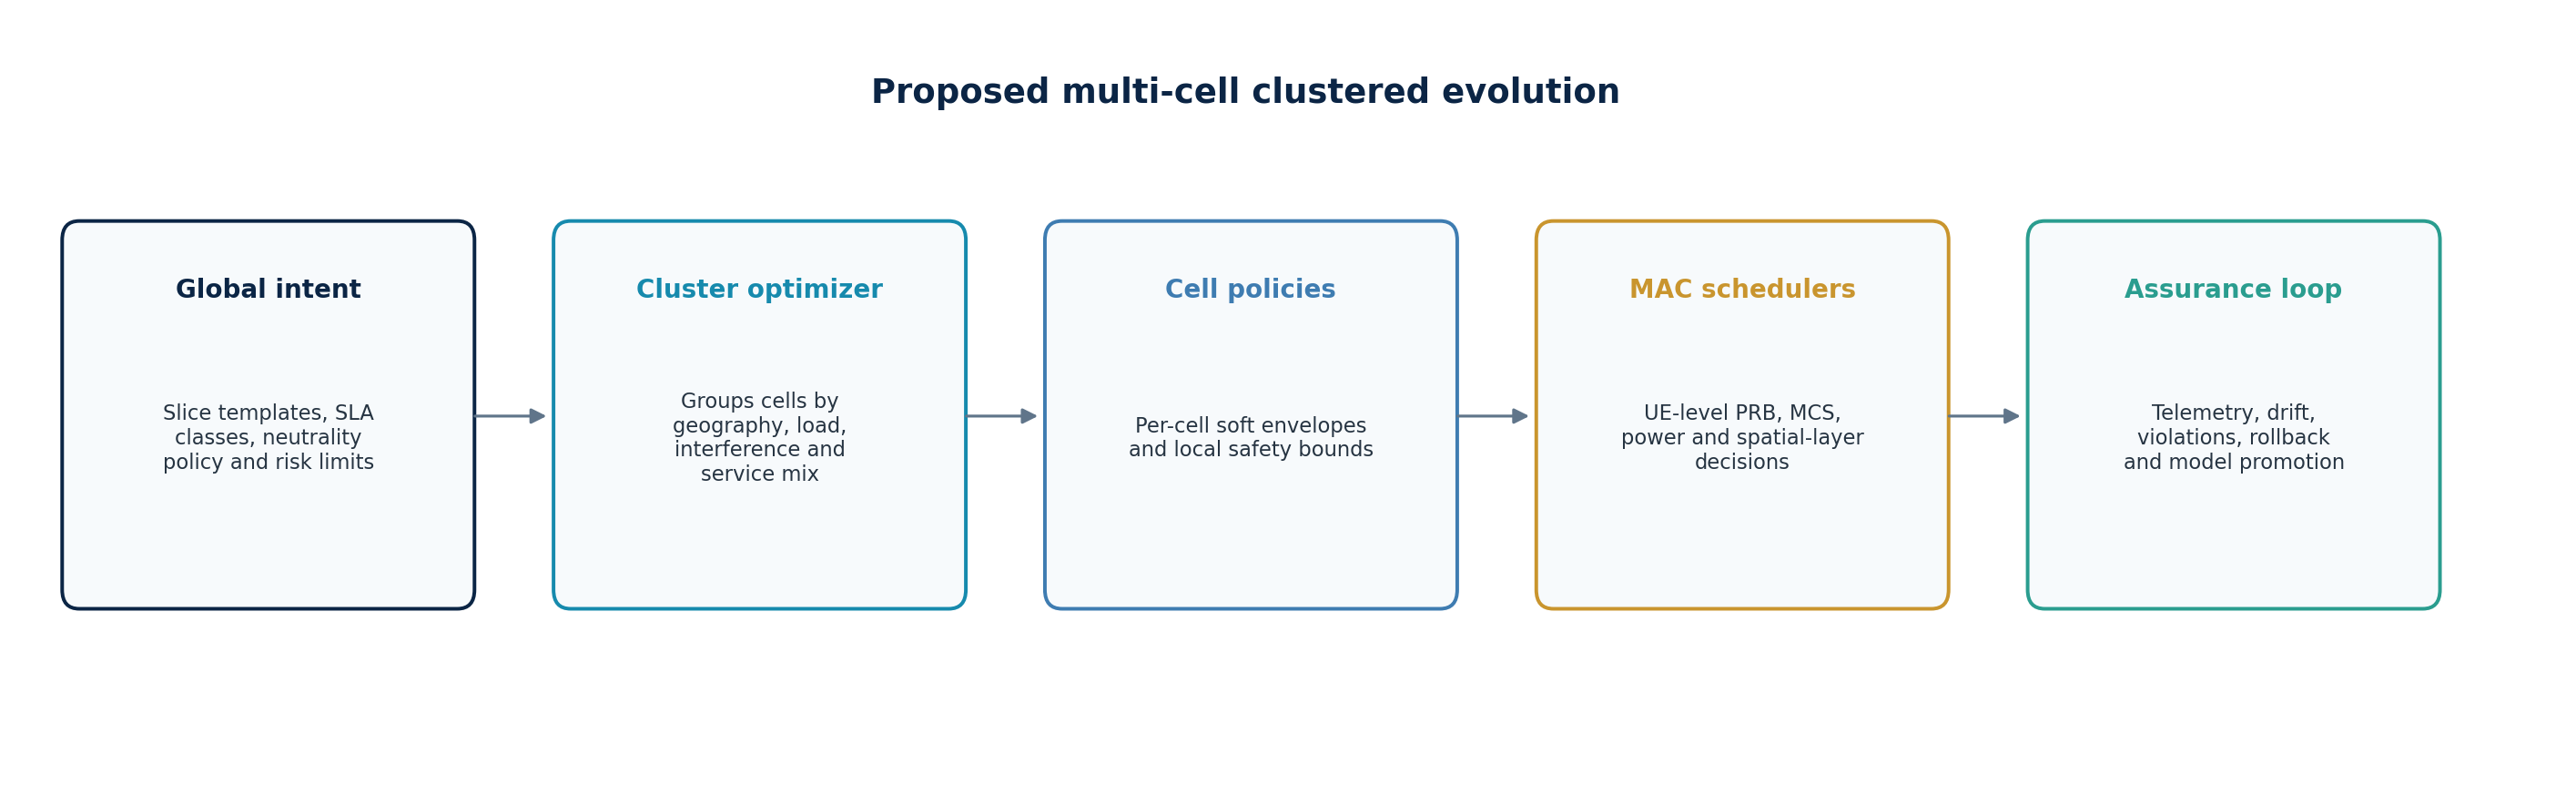 Proposed multi-cell clustered evolution
Global intent
Slice templates, SLA
classes, neutrality
policy and risk limits
Cluster optimizer
Groups cells by
geography, load,
interference and
service mix
Cell policies
Per-cell soft envelopes
and local safety bounds
MAC schedulers
UE-level PRB, MCS,
power and spatial-layer
decisions
Assurance loop
Telemetry, drift,
violations, rollback
and model promotion